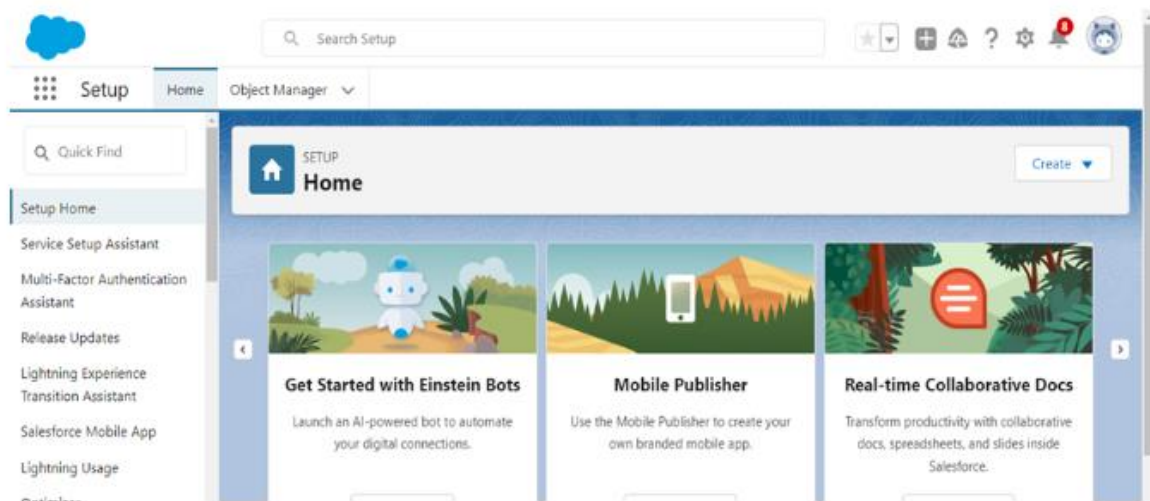 Search Setup
8
Setup
Home
Object Manager
Quick Find
SETUP
Home
Create
Setup Home
Service Setup Assistant
Multi-Factor Authentication
Assistant
Release Updates
Lightning Experience
Transition Assistant
Salesforce Mobile App
Lightning Usage
Get Started with Einstein Bots
Launch an AI-powered bot to automate
your digital connections.
Mobile Publisher
Use the Mobile Publisher to create your
own branded mobile app.
Real-time Collaborative Docs
Transform productivity with collaborative
docs, spreadsheets, and slides inside
Salesforce.